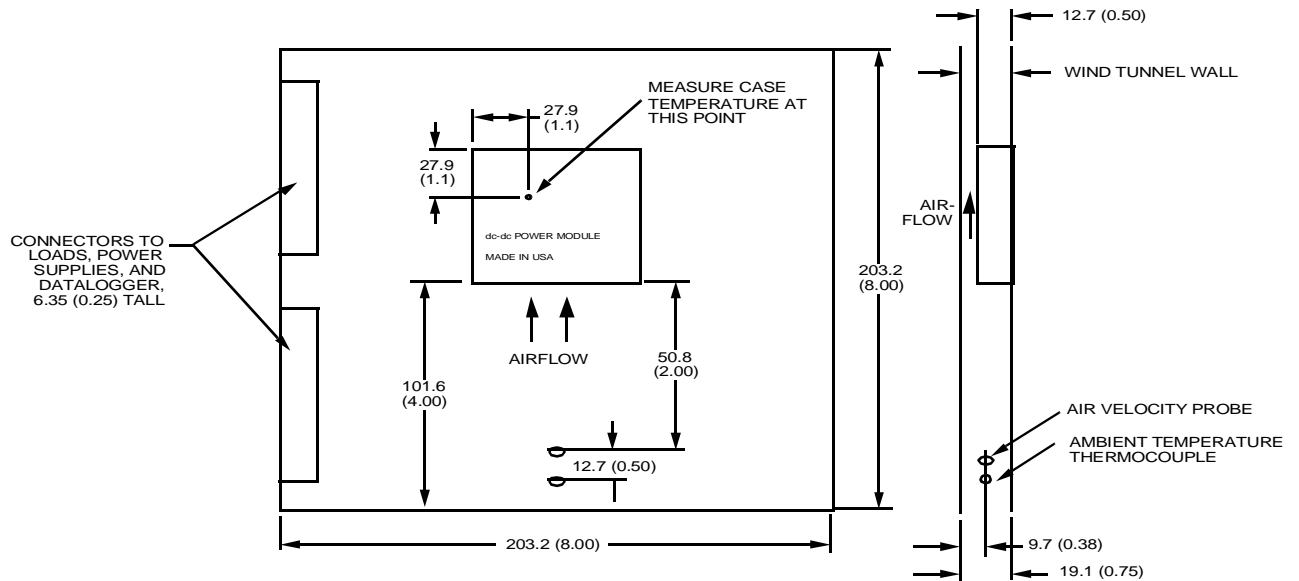 12.7 (0.50)
WIND TUNNEL WALL
MEASURE CASE
TEMPERATURE AT
THIS POINT
27.9
(1.1)
27.9
(1.1)
dc-dc POWER MODULE
MADE IN USA
AIR-
FLOW
CONNECTORS TO
LOADS, POWER
SUPPLIES, AND
DATALOGGER,
6.35 (0.25) TALL
203.2
(8.00)
AIRFLOW
50.8
(2.00)
101.6
(4.00)
AIR VELOCITY PROBE
AMBIENT TEMPERATURE
THERMOCOUPLE
12.7 (0.50)
203.2 (8.00)
9.7 (0.38)
19.1 (0.75)